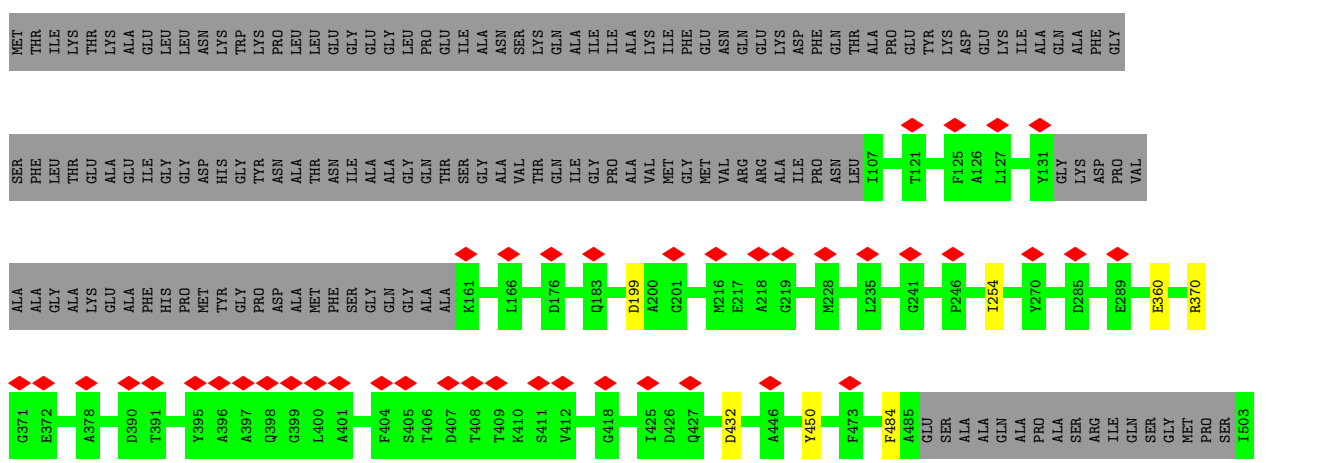 MET THR ILE LYS THR LYS ALA GLU LEU LEU ASN LYS TRP LYS PRO LEU LEU GLU GLY GLU GLY LEU PRO GLU ILE ALA ASN SER LYS GLN ALA ILE ILE ALA LYS ILE PHE GLU ASN GLN GLU LYS ASP PHE GLN THR ALA PRO GLU TYR LYS ASP GLU LYS ILE ALA GLN ALA PHE GLY
SER PHE LEU THR GLU ALA GLU ILE GLY GLY ASP HIS GLY TYR ASN ALA THR ASN ILE ALA ALA GLY GLN THR SER GLY ALA VAL THR GLN ILE GLY PRO ALA VAL MET GLY MET VAL ARG ARG ALA ILE PRO ASN LEU I107 T121 F125 A126 L127 Y131 GLY LYS ASP PRO VAL
ALA ALA GLY ALA LYS GLU ALA PHE HIS PRO MET TYR GLY PRO ASP ALA MET PHE SER GLY GLN GLY ALA ALA K161 L166 D176 Q183 D199 A200 G201 M216 E217 A218 G219 M228 L235 G241 P246 I254 Y270 D285 E289 E360 R370
G371 E372 A378 D390 T391 Y395 A396 A397 Q398 G399 L400 A401 F404 S405 T406 D407 T408 T409 K410 S411 V412 G418 I425 D426 Q427 D432 A446 Y450 F473 F484 A485 GLU SER ALA ALA GLN ALA PRO ALA SER ARG ILE GLN SER GLY MET PRO SER I503